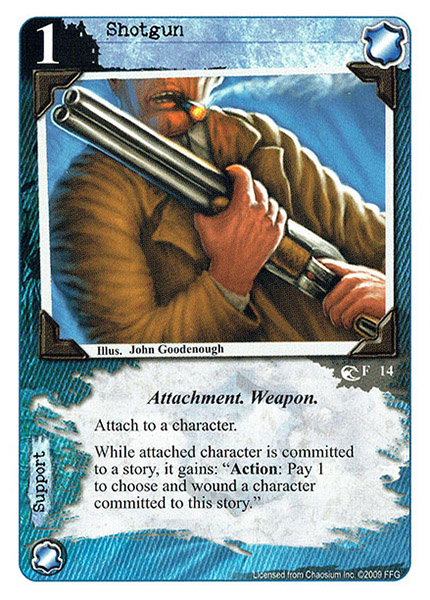 1
Shotgun
Illus. John Goodenough
F 14
Attachment. Weapon.
Attach to a character.
While attached character is committed
to a story, it gains: “Action: Pay 1
to choose and wound a character
committed to this story.”
Support
Licensed from Chaosium Inc. ©2009 FFG